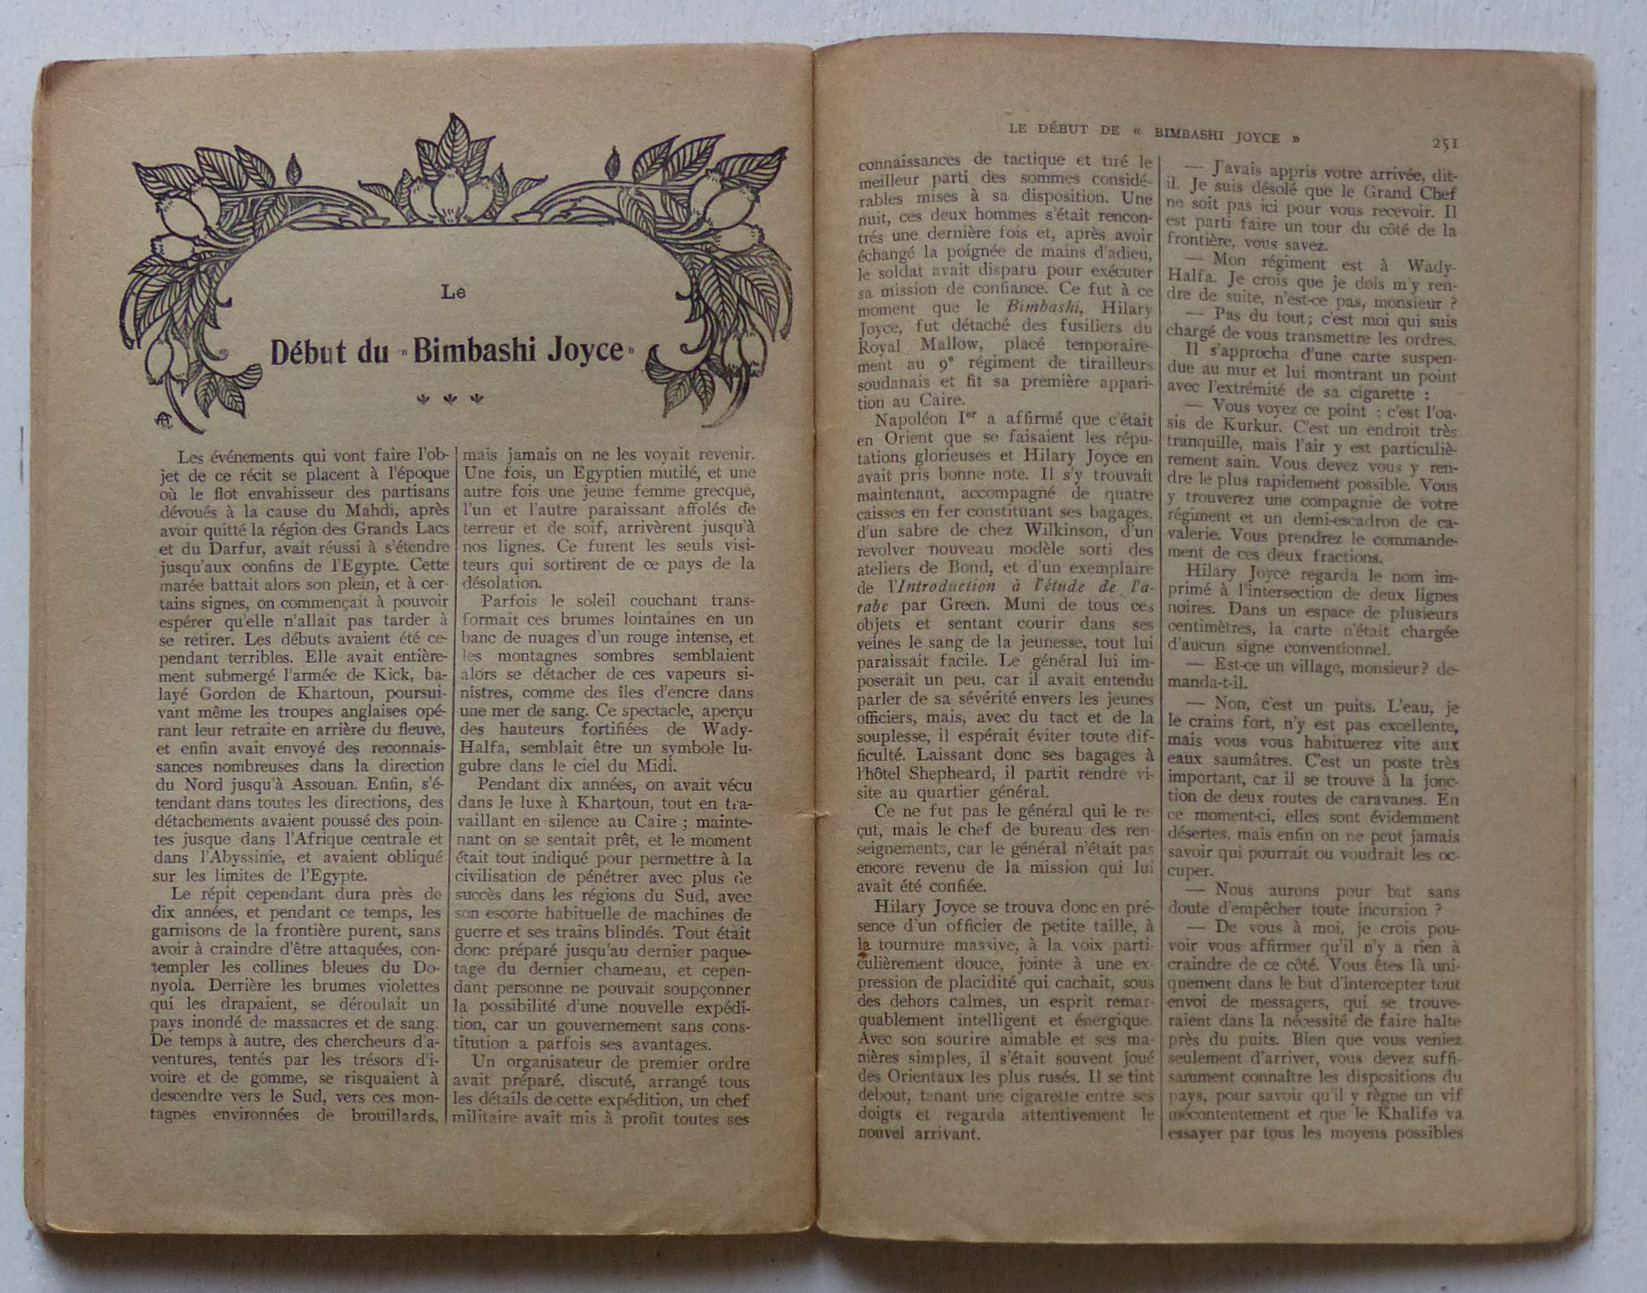 Le
Début du « Bimbashi Joyce »
Les événements qui vont faire l'ob-
jet de ce récit se placent à l'époque
où le flot envahisseur des partisans
dévoués à la cause du Mahdi, après
avoir quitté la région des Grands Lacs
et du Darfur, avait réussi à s'étendre
jusqu'aux confins de l'Egypte. Cette
marée battait alors son plein, et à cer-
tains signes, on commençait à pouvoir
espérer qu'elle n'allait pas tarder à
se retirer. Les débuts avaient été ce-
pendant terribles. Elle avait entière-
ment submergé l'armée de Kick, ba-
layé Gordon de Khartoun, poursui-
vant même les troupes anglaises opé-
rant leur retraite en arrière du fleuve,
et enfin avait envoyé des reconnais-
sances nombreuses dans la direction
du Nord jusqu'à Assouan. Enfin, s'é-
tendant dans toutes les directions, des
détachements avaient poussé des poin-
tes jusque dans l'Afrique centrale et
dans l'Abyssinie, et avaient obliqué
sur les limites de l'Egypte.
Le répit cependant dura près de
dix années, et pendant ce temps, les
garnisons de la frontière purent, sans
avoir à craindre d'être attaquées, con-
templer les collines bleues du Do-
nyola. Derrière les brumes violettes
qui les drapaient, se déroulait un
pays inondé de massacres et de sang.
De temps à autre, des chercheurs d'a-
ventures, tentés par les trésors d'i-
voire et de gomme, se risquaient à
descendre vers le Sud, vers ces mon-
tagnes environnées de brouillards,
mais jamais on ne les voyait revenir.
Une fois, un Egyptien mutilé, et une
autre fois une jeune femme grecque,
l'un et l'autre paraissant affolés de
terreur et de soif, arrivèrent jusqu'à
nos lignes. Ce furent les seuls visi-
teurs qui sortirent de ce pays de la
désolation.
Parfois le soleil couchant trans-
formait ces brumes lointaines en un
banc de nuages d'un rouge intense, et
les montagnes sombres semblaient
alors se détacher de ces vapeurs si-
nistres, comme des îles d'encre dans
une mer de sang. Ce spectacle, aperçu
des hauteurs fortifiées de Wady-
Halfa, semblait être un symbole lu-
gubre dans le ciel du Midi.
Pendant dix années, on avait vécu
dans le luxe à Khartoun, tout en tra-
vaillant en silence au Caire ; mainte-
nant on se sentait prêt, et le moment
était tout indiqué pour permettre à la
civilisation de pénétrer avec plus de
succès dans les régions du Sud, avec
son escorte habituelle de machines de
guerre et ses trains blindés. Tout était
donc préparé jusqu'au dernier paque-
tage du dernier chameau, et cepen-
dant personne ne pouvait soupçonner
la possibilité d'une nouvelle expédi-
tion, car un gouvernement sans cons-
titution a parfois ses avantages.
Un organisateur de premier ordre
avait préparé, discuté, arrangé tous
les détails de cette expédition, un chef
militaire avait mis à profit toutes ses
LE DÉBUT DE « BIMBASHI JOYCE » 251
connaissances de tactique et tiré le
meilleur parti des sommes considé-
rables mises à sa disposition. Une
nuit, ces deux hommes s'était rencon-
trés une dernière fois et, après avoir
échangé la poignée de mains d'adieu,
le soldat avait disparu pour exécuter
sa mission de confiance. Ce fut à ce
moment que le Bimbashi, Hilary
Joyce, fut détaché des fusiliers du
Royal Mallow, placé temporaire-
ment au 9e régiment de tirailleurs
soudanais et fit sa première appari-
tion au Caire.
Napoléon Ier a affirmé que c'était
en Orient que se faisaient les répu-
tations glorieuses et Hilary Joyce en
avait pris bonne note. Il s'y trouvait
maintenant, accompagné de quatre
caisses en fer constituant ses bagages,
d'un sabre de chez Wilkinson, d'un
revolver nouveau modèle sorti des
ateliers de Bond, et d'un exemplaire
de l'Introduction à l'étude de l'a-
rabe par Green. Muni de tous ces
objets et sentant courir dans ses
veines le sang de la jeunesse, tout lui
paraissait facile. Le général lui im-
poserait un peu, car il avait entendu
parler de sa sévérité envers les jeunes
officiers, mais, avec du tact et de la
souplesse, il espérait éviter toute dif-
ficulté. Laissant donc ses bagages à
l'hôtel Shepheard, il partit rendre vi-
site au quartier général.
Ce ne fut pas le général qui le re-
çut, mais le chef de bureau des ren-
seignements, car le général n'était pas
encore revenu de la mission qui lui
avait été confiée.
Hilary Joyce se trouva donc en pré-
sence d'un officier de petite taille, à
la tournure massive, à la voix parti-
culièrement douce, jointe à une ex-
pression de placidité qui cachait, sous
des dehors calmes, un esprit remar-
quablement intelligent et énergique.
Avec son sourire aimable et ses ma-
nières simples, il s'était souvent joué
des Orientaux les plus rusés. Il se tint
debout, tenant une cigarette entre ses
doigts et regarda attentivement le
nouvel arrivant.
— J'avais appris votre arrivée, dit-
il. Je suis désolé que le Grand Chef
ne soit pas ici pour vous recevoir. Il
est parti faire un tour du côté de la
frontière, vous savez.
— Mon régiment est à Wady-
Halfa. Je crois que je dois m'y ren-
dre de suite, n'est-ce pas, monsieur ?
— Pas du tout ; c'est moi qui suis
chargé de vous transmettre les ordres.
Il s'approcha d'une carte suspen-
due au mur et lui montrant un point
avec l'extrémité de sa cigarette :
— Vous voyez ce point : c'est l'oa-
sis de Kurkur. C'est un endroit très
tranquille, mais l'air y est particuliè-
rement sain. Vous devez vous y ren-
dre le plus rapidement possible. Vous
y trouverez une compagnie de votre
régiment et un demi-escadron de ca-
valerie. Vous prendrez le commande-
ment de ces deux fractions.
Hilary Joyce regarda le nom im-
primé à l'intersection de deux lignes
noires. Dans un espace de plusieurs
centimètres, la carte n'était chargée
d'aucun signe conventionnel.
— Est-ce un village, monsieur? de-
manda-t-il.
— Non, c'est un puits. L'eau, je
le crains fort, n'y est pas excellente,
mais vous vous habituerez vite aux
eaux saumâtres. C'est un poste très
important, car il se trouve à la jonc-
tion de deux routes de caravanes. En
ce moment-ci, elles sont évidemment
désertes, mais enfin on ne peut jamais
savoir qui pourrait ou voudrait les oc-
cuper.
— Nous aurons pour but sans
doute d'empêcher toute incursion ?
— De vous à moi, je crois pou-
voir vous affirmer qu'il n'y a rien à
craindre de ce côté. Vous êtes là uni-
quement dans le but d'intercepter tout
envoi de messagers, qui se trouve-
raient dans la nécessité de faire halte
près du puits. Bien que vous veniez
seulement d'arriver, vous devez suffi-
samment connaître les dispositions du
pays, pour savoir qu'il y règne un vif
mécontentement et que le Khalife va
essayer par tous les moyens possibles